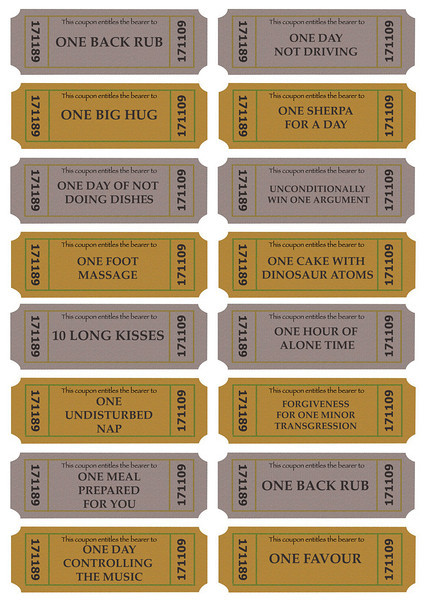 171189
This coupon entitles the bearer to
ONE BACK RUB
171109
171189
This coupon entitles the bearer to
ONE DAY
NOT DRIVING
171109
171189
This coupon entitles the bearer to
ONE BIG HUG
171109
171189
This coupon entitles the bearer to
ONE SHERPA
FOR A DAY
171109
171189
This coupon entitles the bearer to
ONE DAY OF NOT
DOING DISHES
171109
171189
This coupon entitles the bearer to
UNCONDITIONALLY
WIN ONE ARGUMENT
171109
171189
This coupon entitles the bearer to
ONE FOOT
MASSAGE
171109
171189
This coupon entitles the bearer to
ONE CAKE WITH
DINOSAUR ATOMS
171109
171189
This coupon entitles the bearer to
10 LONG KISSES
171109
171189
This coupon entitles the bearer to
ONE HOUR OF
ALONE TIME
171109
171189
This coupon entitles the bearer to
ONE
UNDISTURBED
NAP
171109
171189
This coupon entitles the bearer to
FORGIVENESS
FOR ONE MINOR
TRANSGRESSION
171109
171189
This coupon entitles the bearer to
ONE MEAL
PREPARED
FOR YOU
171109
171189
This coupon entitles the bearer to
ONE BACK RUB
171109
171189
This coupon entitles the bearer to
ONE DAY
CONTROLLING
THE MUSIC
171109
171189
This coupon entitles the bearer to
ONE FAVOUR
171109